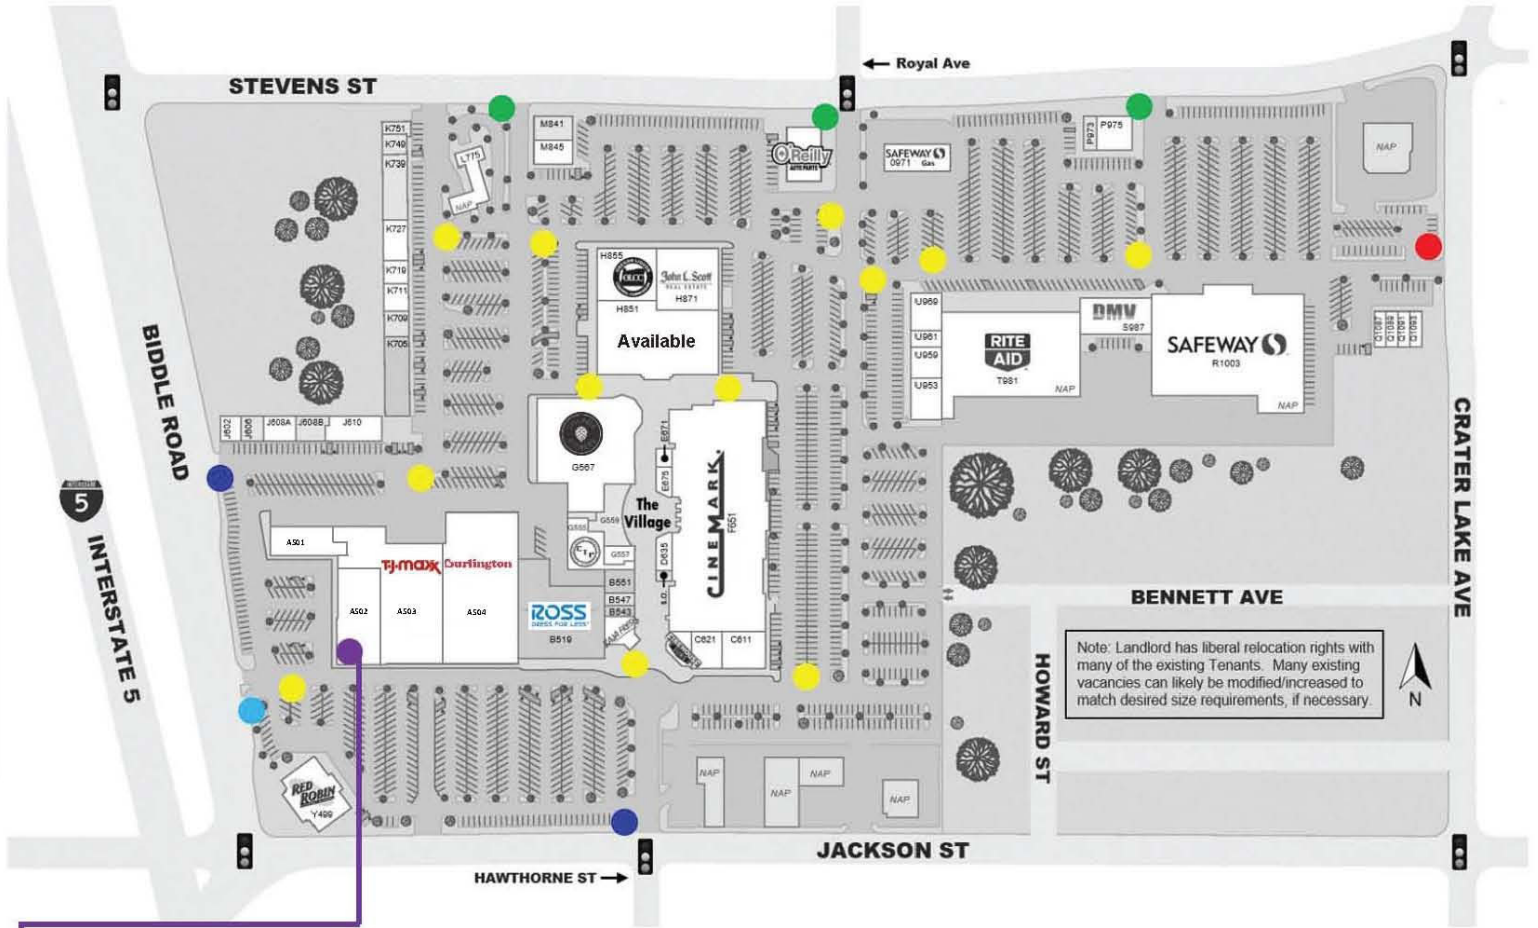 ← Royal Ave
STEVENS ST
K751
K749
K739
K727
K719
K711
K709
K705
L775
NAP
M841
M845
O'Reilly
AUTO PARTS
SAFEWAY
0971 Gas
P973
P975
NAP
H855
OLCC
John L. Scott
REAL ESTATE
H871
H851
Available
U969
U961
U959
U953
RITE
AID
T981
NAP
DMV
S987
SAFEWAY
R1003
NAP
BIDDLE ROAD
J602
J606
J608A
J608B
J610
G567
E671
E675
The
Village
CINEMARK
F651
G555
G559
G557
D635
B551
B547
B543
A501
T.J.maxx
Burlington
A502
A503
A504
ROSS
DRESS FOR LESS
B519
C621
C611
INTERSTATE
5
INTERSTATE 5
CRATER LAKE AVE
BENNETT AVE
Note: Landlord has liberal relocation rights with
many of the existing Tenants. Many existing
vacancies can likely be modified/increased to
match desired size requirements, if necessary.
N
HOWARD ST
RED
ROBIN
Y499
NAP
NAP
NAP
NAP
JACKSON ST
HAWTHORNE ST →